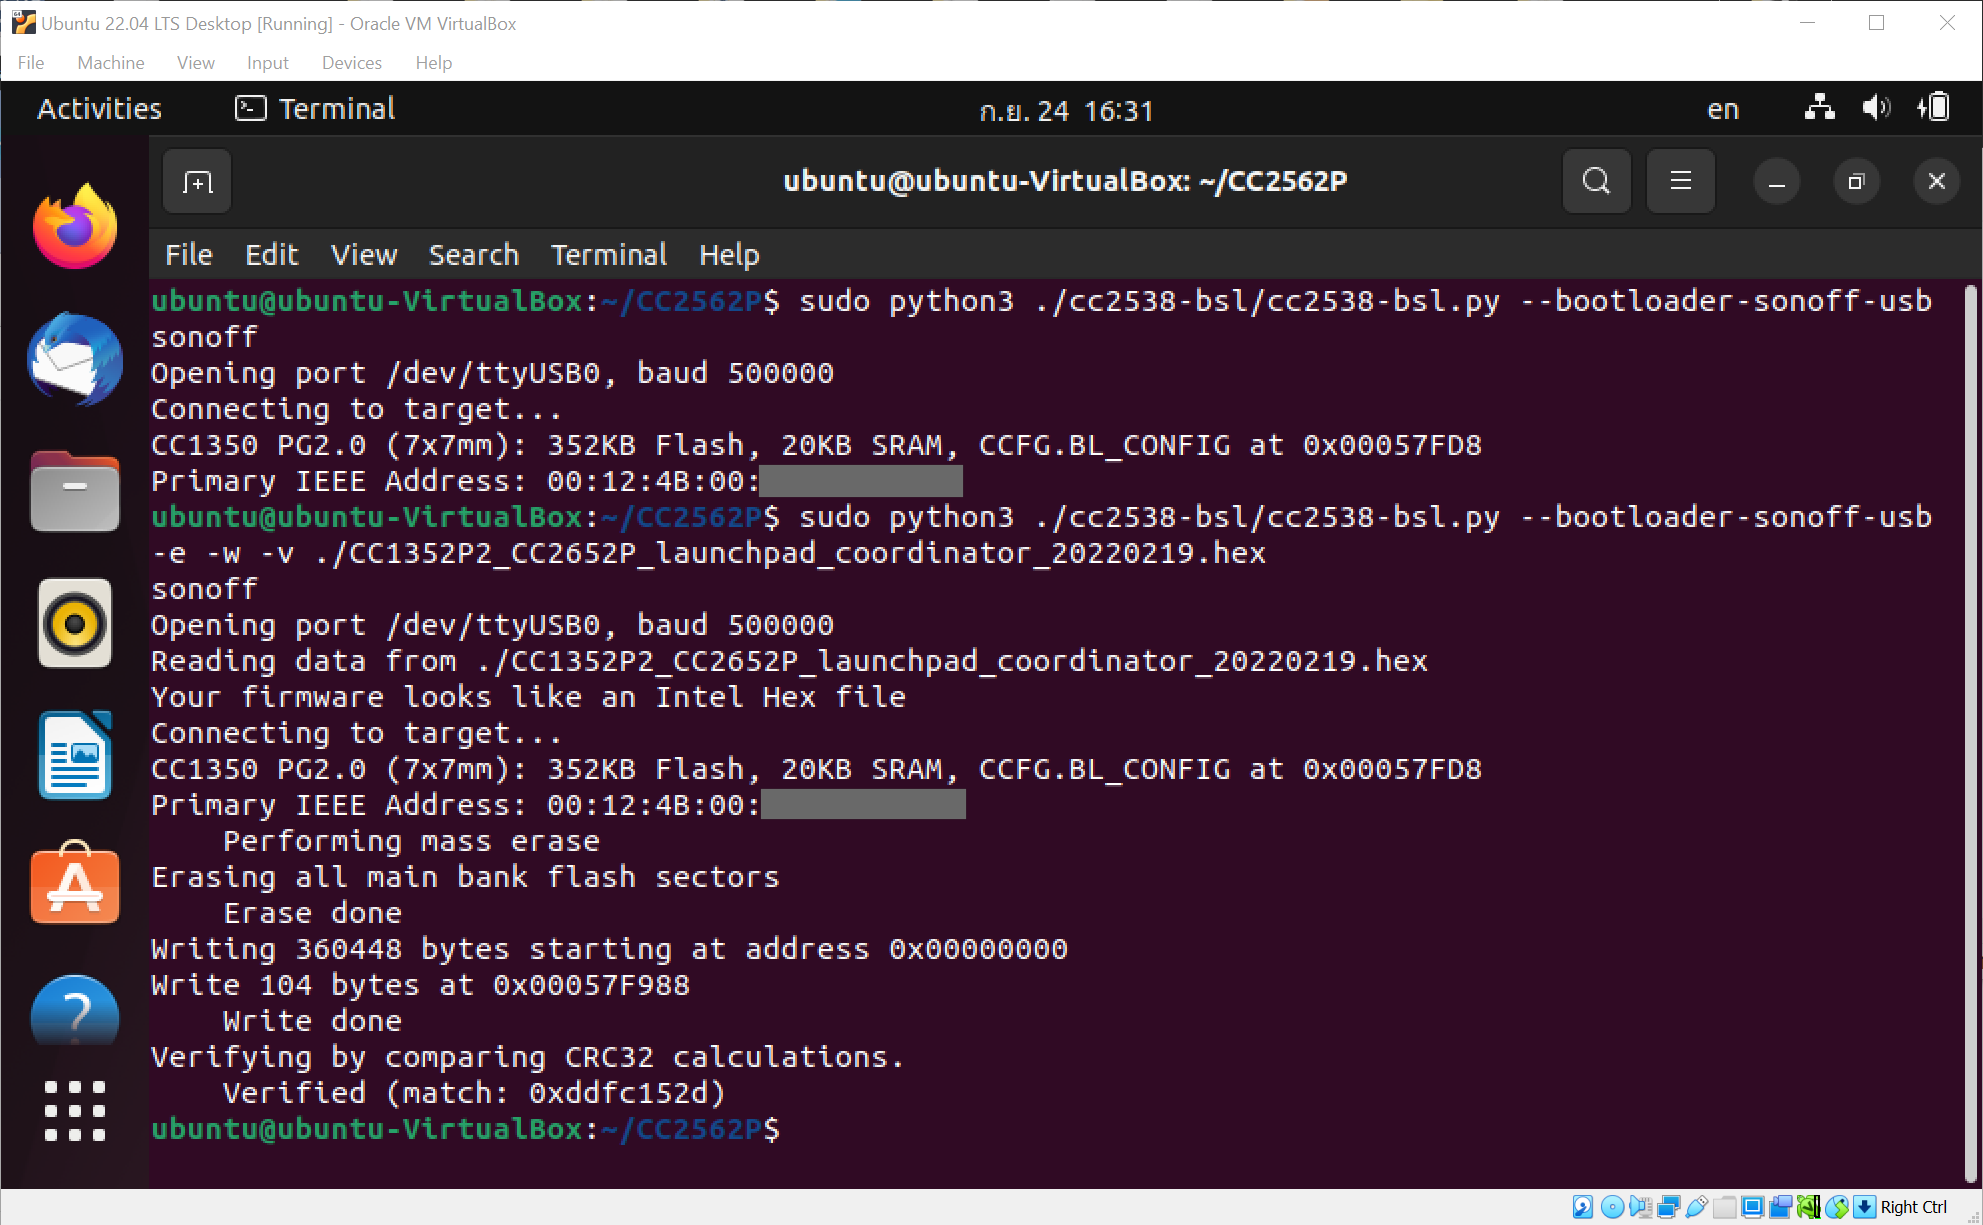 Ubuntu 22.04 LTS Desktop [Running] - Oracle VM VirtualBox
File Machine View Input Devices Help
Activities Terminal ก.ย. 24 16:31 en
ubuntu@ubuntu-VirtualBox: ~/CC2562P
File Edit View Search Terminal Help
ubuntu@ubuntu-VirtualBox:~/CC2562P$ sudo python3 ./cc2538-bsl/cc2538-bsl.py --bootloader-sonoff-usb
sonoff
Opening port /dev/ttyUSB0, baud 500000
Connecting to target...
CC1350 PG2.0 (7x7mm): 352KB Flash, 20KB SRAM, CCFG.BL_CONFIG at 0x00057FD8
Primary IEEE Address: 00:12:4B:00:
ubuntu@ubuntu-VirtualBox:~/CC2562P$ sudo python3 ./cc2538-bsl/cc2538-bsl.py --bootloader-sonoff-usb
-e -w -v ./CC1352P2_CC2652P_launchpad_coordinator_20220219.hex
sonoff
Opening port /dev/ttyUSB0, baud 500000
Reading data from ./CC1352P2_CC2652P_launchpad_coordinator_20220219.hex
Your firmware looks like an Intel Hex file
Connecting to target...
CC1350 PG2.0 (7x7mm): 352KB Flash, 20KB SRAM, CCFG.BL_CONFIG at 0x00057FD8
Primary IEEE Address: 00:12:4B:00:
Performing mass erase
Erasing all main bank flash sectors
Erase done
Writing 360448 bytes starting at address 0x00000000
Write 104 bytes at 0x00057F988
Write done
Verifying by comparing CRC32 calculations.
Verified (match: 0xddfc152d)
ubuntu@ubuntu-VirtualBox:~/CC2562P$
Right Ctrl